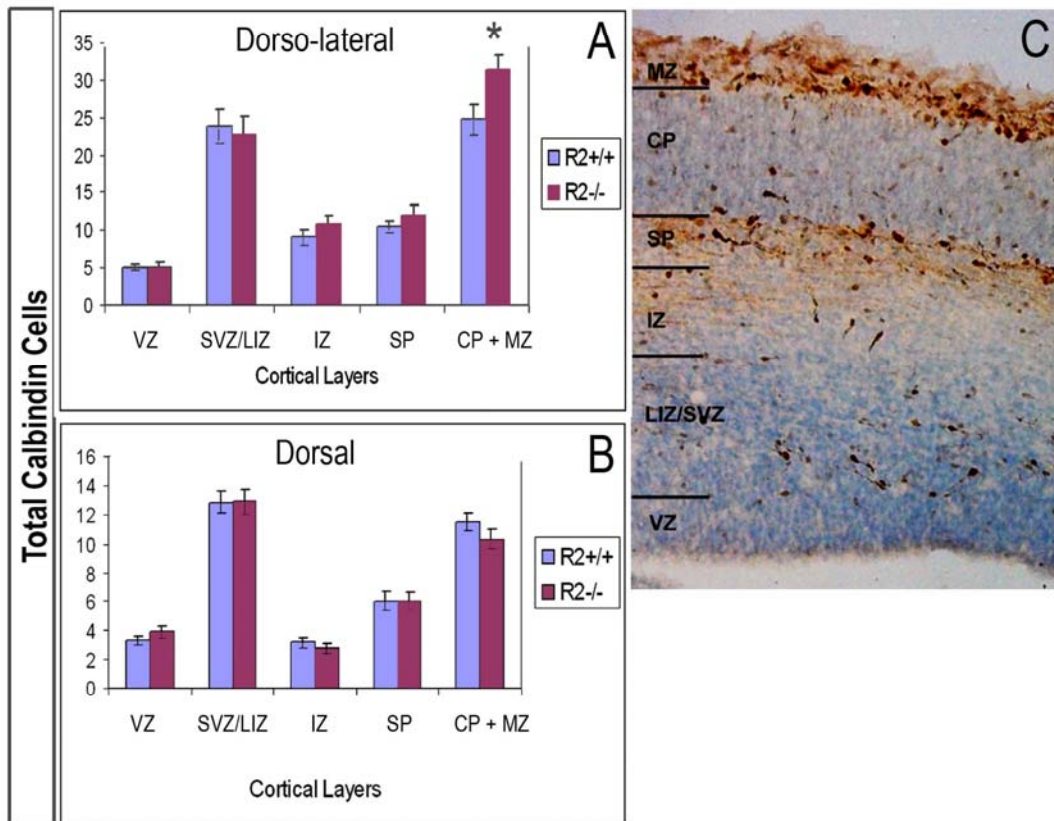 Total Calbindin Cells
Dorso-lateral
A
*
35
30
25
20
15
10
5
0
VZ SVZ/LIZ IZ SP CP + MZ
Cortical Layers
R2+/+
R2-/-
Dorsal
B
16
14
12
10
8
6
4
2
0
VZ SVZ/LIZ IZ SP CP + MZ
Cortical Layers
R2+/+
R2-/-
C
MZ
CP
SP
IZ
LIZ/SVZ
VZ